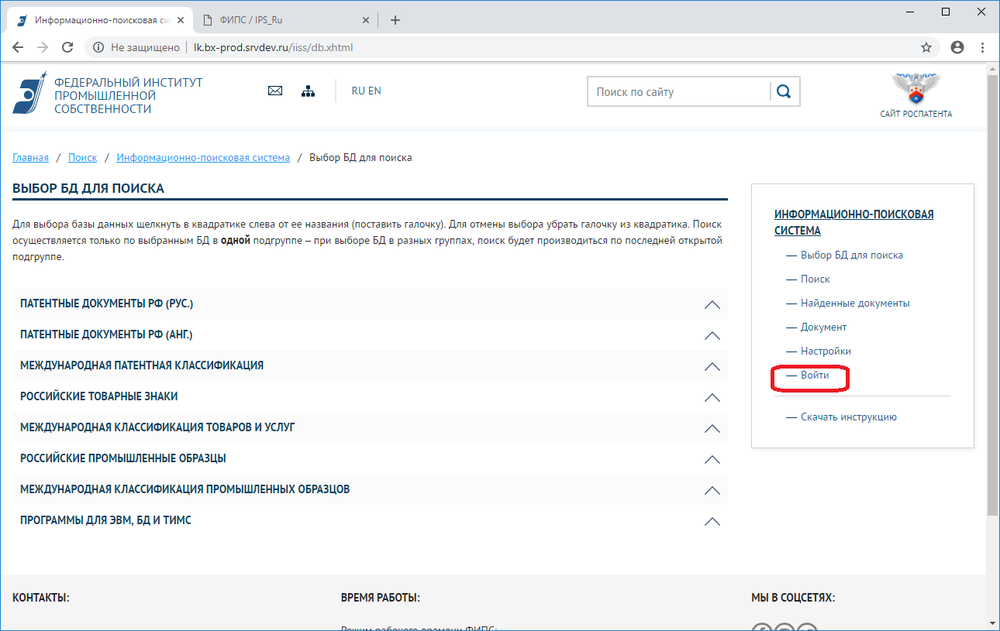 Информационно-поисковая си
ФИПС / IPS_Ru
Не защищено
lk.bx-prod.srvdev.ru/iiss/db.xhtml
ФЕДЕРАЛЬНЫЙ ИНСТИТУТ
ПРОМЫШЛЕННОЙ
СОБСТВЕННОСТИ
RU EN
Поиск по сайту
САЙТ РОСПАТЕНТА
Главная / Поиск / Информационно-поисковая система / Выбор БД для поиска
ВЫБОР БД ДЛЯ ПОИСКА
Для выбора базы данных щелкнуть в квадратике слева от ее названия (поставить галочку). Для отмены выбора убрать галочку из квадратика. Поиск
осуществляется только по выбранным БД в одной подгруппе – при выборе БД в разных группах, поиск будет производиться по последней открытой
подгруппе.
ПАТЕНТНЫЕ ДОКУМЕНТЫ РФ (РУС.)
ПАТЕНТНЫЕ ДОКУМЕНТЫ РФ (АНГ.)
МЕЖДУНАРОДНАЯ ПАТЕНТНАЯ КЛАССИФИКАЦИЯ
РОССИЙСКИЕ ТОВАРНЫЕ ЗНАКИ
МЕЖДУНАРОДНАЯ КЛАССИФИКАЦИЯ ТОВАРОВ И УСЛУГ
РОССИЙСКИЕ ПРОМЫШЛЕННЫЕ ОБРАЗЦЫ
МЕЖДУНАРОДНАЯ КЛАССИФИКАЦИЯ ПРОМЫШЛЕННЫХ ОБРАЗЦОВ
ПРОГРАММЫ ДЛЯ ЭВМ, БД И ТИМС
ИНФОРМАЦИОННО-ПОИСКОВАЯ
СИСТЕМА
— Выбор БД для поиска
— Поиск
— Найденные документы
— Документ
— Настройки
— Войти
— Скачать инструкцию
КОНТАКТЫ:
ВРЕМЯ РАБОТЫ:
Режим рабочего времени ФИПС:
МЫ В СОЦСЕТЯХ: